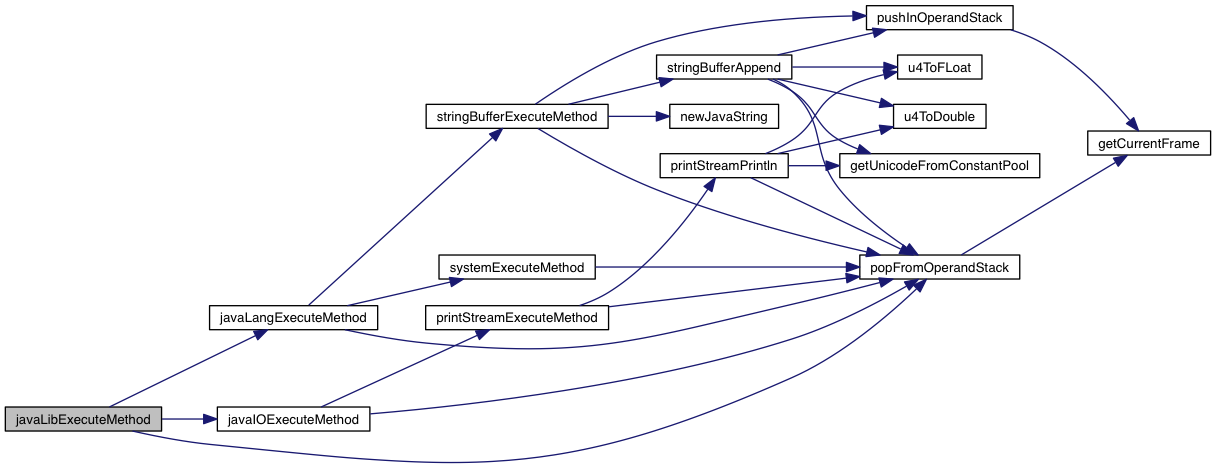 pushInOperandStack
stringBufferAppend
u4ToFLoat
stringBufferExecuteMethod
newJavaString
u4ToDouble
getCurrentFrame
printStreamPrintln
getUnicodeFromConstantPool
systemExecuteMethod
popFromOperandStack
javaLangExecuteMethod
printStreamExecuteMethod
javaLibExecuteMethod
javaIOExecuteMethod